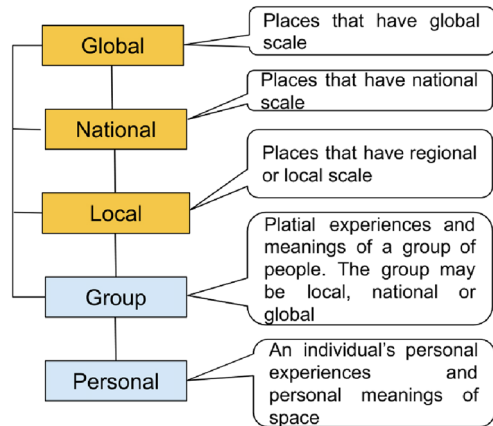 Global
Places that have global
scale
National
Places that have national
scale
Local
Places that have regional
or local scale
Group
Platial experiences and
meanings of a group of
people. The group may
be local, national or
global
Personal
An individual's personal
experiences and
personal meanings of
space